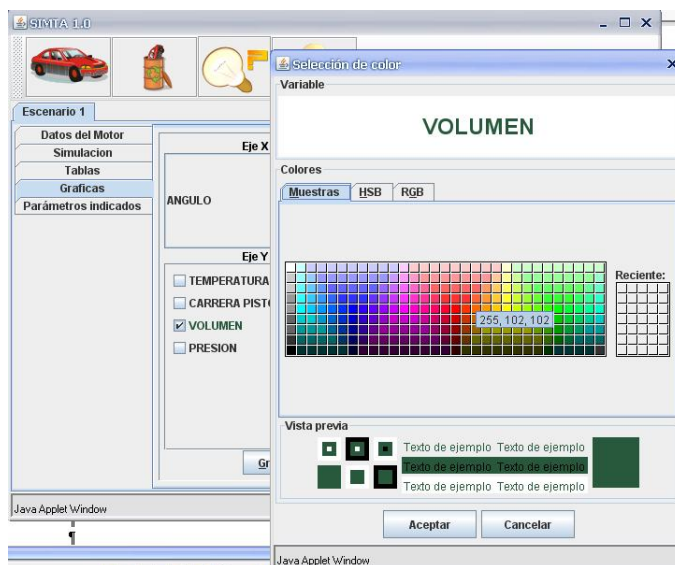 SIMTA 1.0
Escenario 1
Datos del Motor
Simulacion
Tablas
Graficas
Parámetros indicados
Eje X
ANGULO
Eje Y
TEMPERATURA
CARRERA PIST
VOLUMEN
PRESION
Gr
Java Applet Window
¶
Selección de color
Variable
VOLUMEN
Colores
Muestras HSB RGB
Reciente:
255, 102, 102
Vista previa
Texto de ejemplo Texto de ejemplo
Texto de ejemplo Texto de ejemplo
Texto de ejemplo Texto de ejemplo
Aceptar Cancelar
Java Applet Window